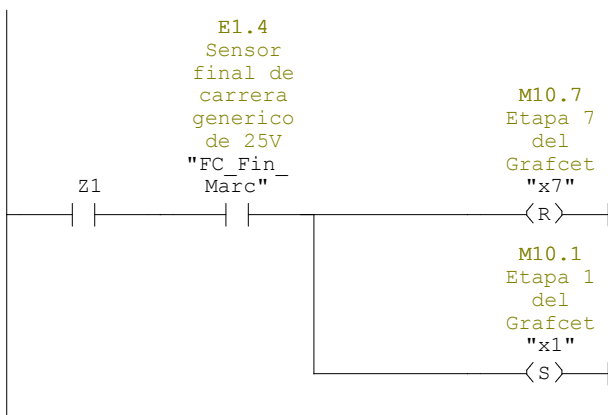 E1.4
Sensor
final de
carrera
generico
de 25V
"FC_Fin_
Marc"
Z1
M10.7
Etapa 7
del
Grafcet
"x7"
R
M10.1
Etapa 1
del
Grafcet
"x1"
S